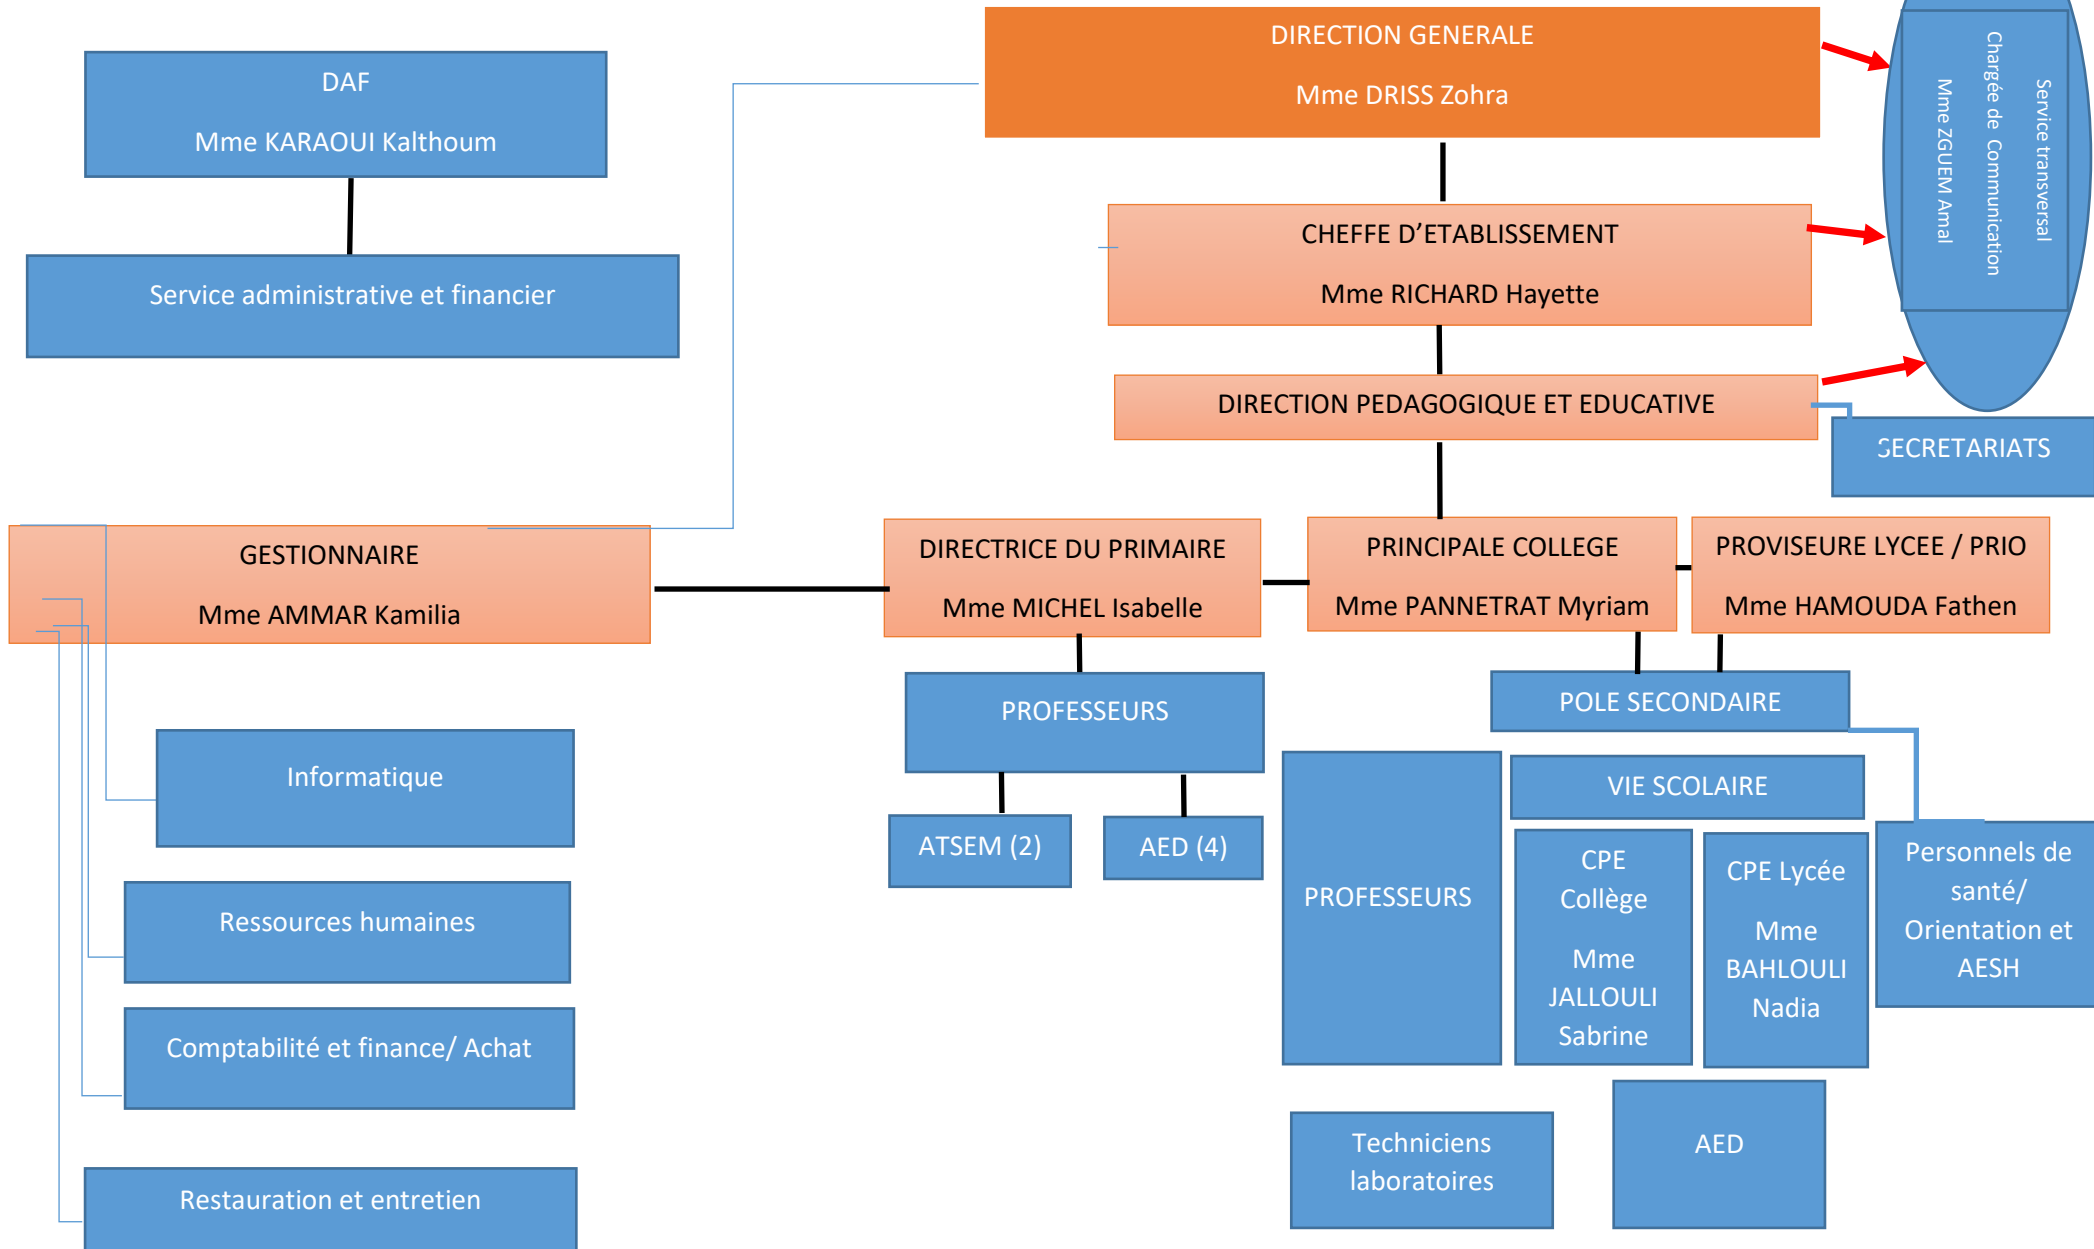 DIRECTION GENERALE
Mme DRISS Zohra
Service transversal
Chargée de Communication
Mme ZGUEM Amal
DAF
Mme KARAOUI Kalthoum
Service administrative et financier
CHEFFE D’ETABLISSEMENT
Mme RICHARD Hayette
DIRECTION PEDAGOGIQUE ET EDUCATIVE
SECRETARIATS
GESTIONNAIRE
Mme AMMAR Kamilia
DIRECTRICE DU PRIMAIRE
Mme MICHEL Isabelle
PRINCIPALE COLLEGE
Mme PANNETRAT Myriam
PROVISEURE LYCEE / PRIO
Mme HAMOUDA Fathen
PROFESSEURS
ATSEM (2)
AED (4)
POLE SECONDAIRE
PROFESSEURS
VIE SCOLAIRE
CPE
Collège
Mme
JALLOULI
Sabrine
CPE Lycée
Mme
BAHLOULI
Nadia
Personnels de
santé/
Orientation et
AESH
Techniciens
laboratoires
AED
Informatique
Ressources humaines
Comptabilité et finance/ Achat
Restauration et entretien